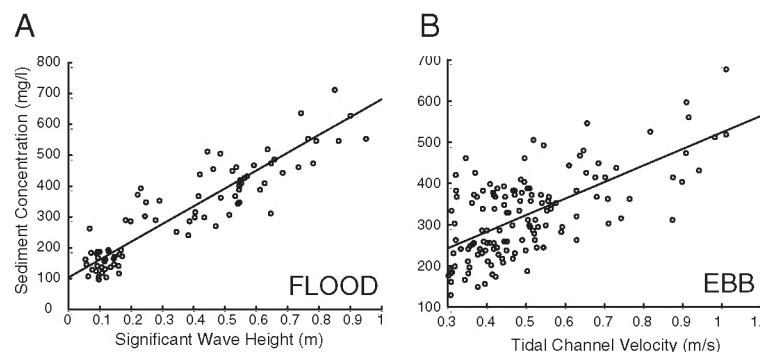 A
B
Sediment Concentration (mg/l)
800
700
600
500
400
300
200
100
0
FLOOD
0 0.1 0.2 0.3 0.4 0.5 0.6 0.7 0.8 0.9 1
Significant Wave Height (m)
700
600
500
400
300
200
100
EBB
0.3 0.4 0.5 0.6 0.7 0.8 0.9 1 1.
Tidal Channel Velocity (m/s)